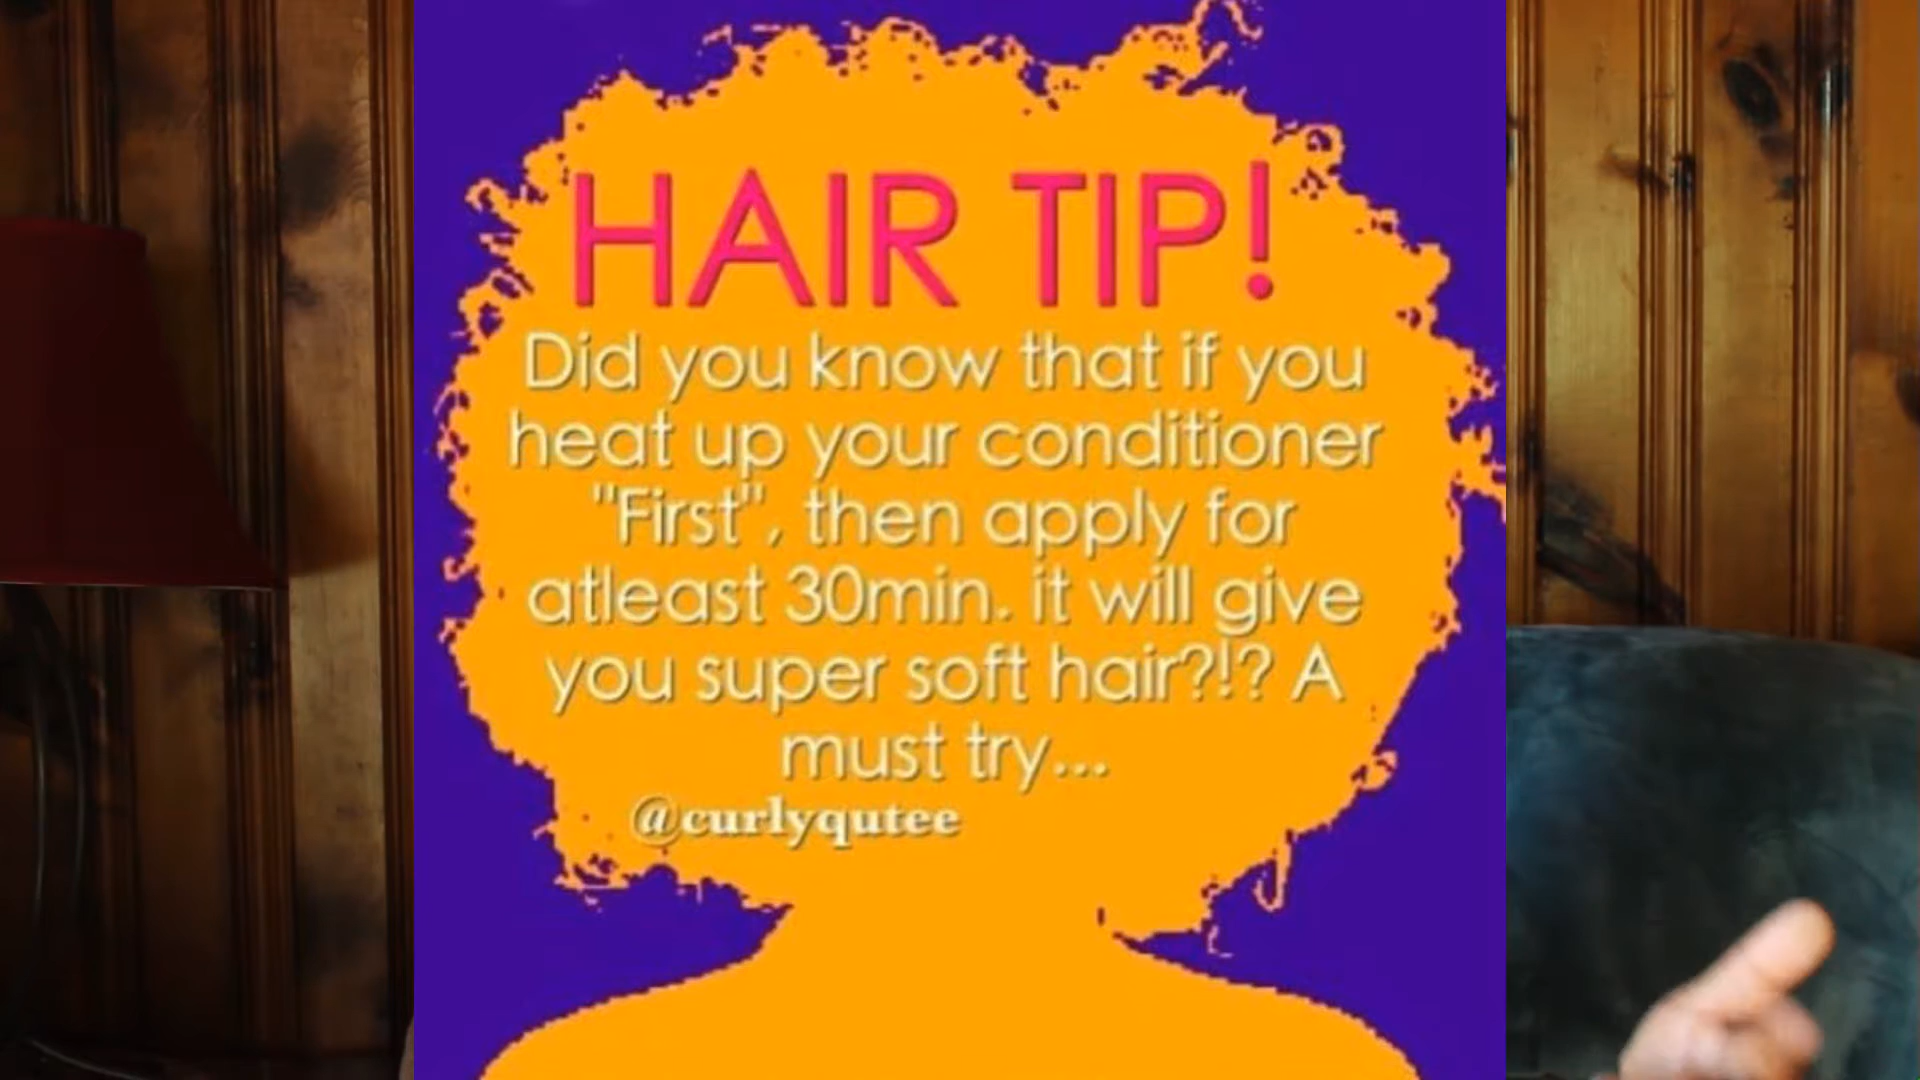 HAIR TIP!
Did you know that if you
heat up your conditioner
"First", then apply for
atleast 30min. it will give
you super soft hair?!? A
must try...
@curlyqutee